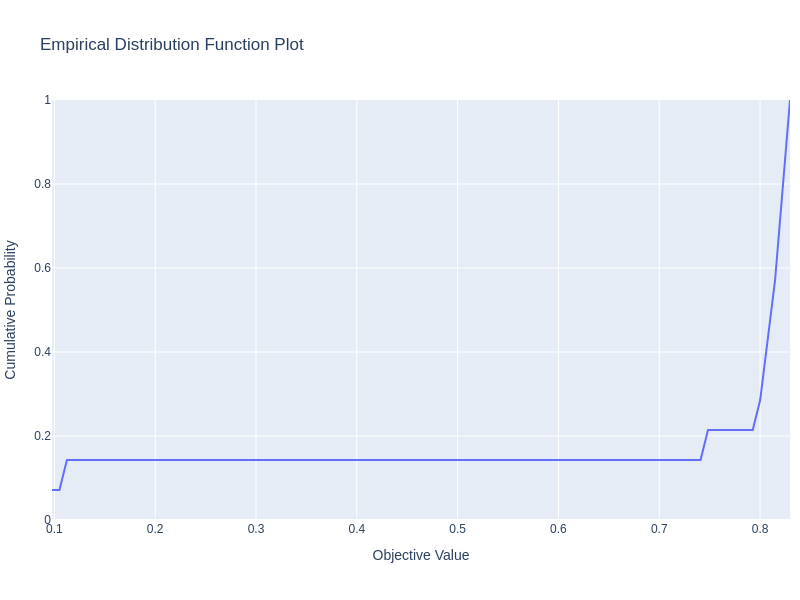 Empirical Distribution Function Plot
Cumulative Probability
1
0.8
0.6
0.4
0.2
0
0.1 0.2 0.3 0.4 0.5 0.6 0.7 0.8
Objective Value